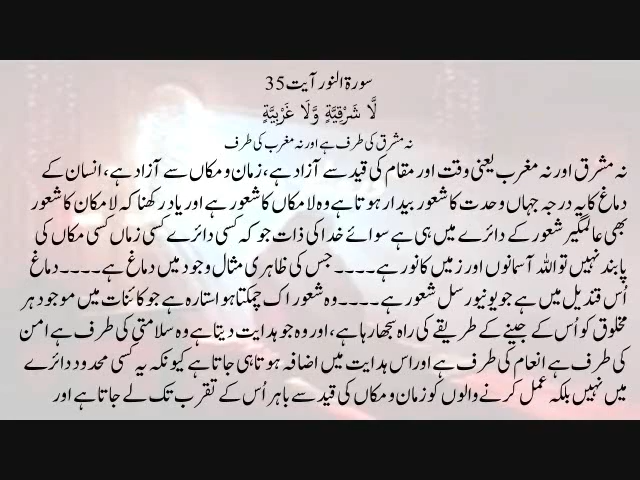 سورۃ النور آیت 35
لَّا شَرْقِيَّةٍ وَّلَا غَرْبِيَّةٍ
نہ مشرق کی طرف ہے اور نہ مغرب کی طرف
نہ مشرق اور نہ مغرب یعنی وقت اور مقام کی قید سے آزاد ہے، زمان و مکاں سے آزاد ہے، انسان کے
دماغ کا یہ درجہ جہاں وحدت کا شعور بیدار ہوتا ہے وہ لامکاں کا شعور ہے اور یاد رکھنا کہ لامکان کا شعور
بھی عالمگیر شعور کے دائرے میں ہی ہے سوائے خدا کی ذات جو کہ کسی دائرے کسی زماں کسی مکاں کی
پابند نہیں تو اللہ آسمانوں اور زمیں کا نور ہے۔۔۔۔ جس کی ظاہری مثال وجود میں دماغ ہے۔۔۔۔ دماغ
اُس قندیل میں ہے جو یونیورسل شعور ہے۔۔۔۔ وہ شعور اک چمکتا ہوا ستارہ ہے جو کائنات میں موجود ہر
مخلوق کو اُس کے جینے کے طریقے کی راہ سجھا رہا ہے، اور وہ جو ہدایت دیتا ہے وہ سلامتی کی طرف ہے امن
کی طرف ہے انعام کی طرف ہے اور اس ہدایت میں اضافہ ہوتا ہی جاتا ہے کیونکہ یہ کسی محدود دائرے
میں نہیں بلکہ عمل کرنے والوں کو زمان و مکاں کی قید سے باہر اُس کے تقرب تک لے جاتا ہے اور